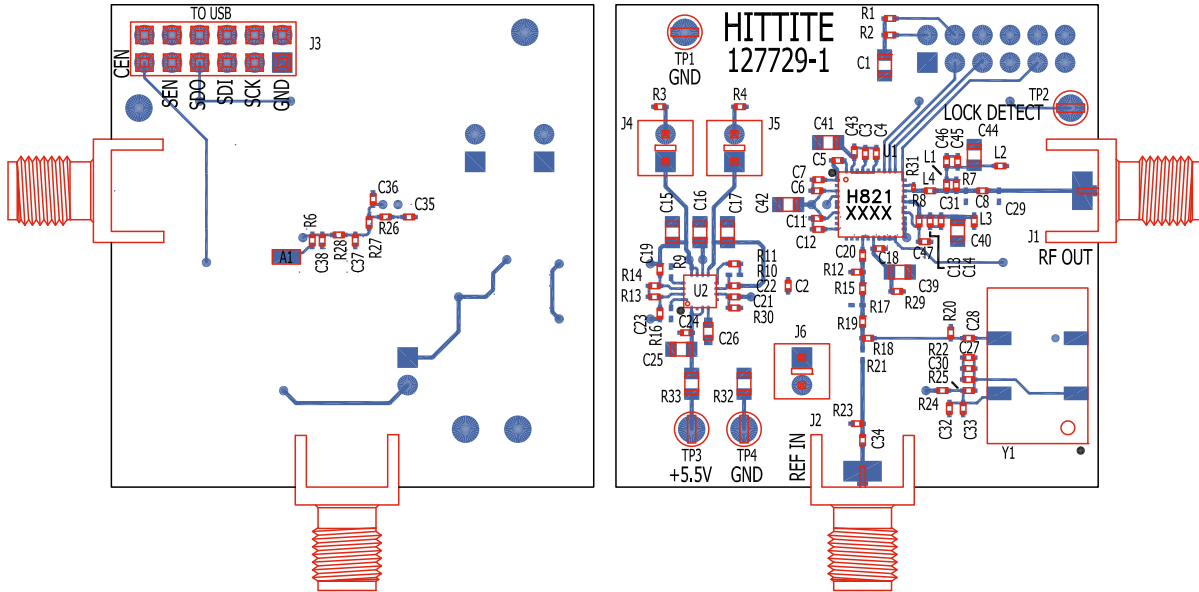 TO USB
J3
CEN
SEN
SDO
SDI
SCK
GND
C36
C35
R26
R6
R28
R27
C38
C37
A1
HITTITE
127729-1
TP1
GND
R1
R2
C1
TP2
LOCK DETECT
R3
R4
J4
J5
C41
C43
C3
C4
U1
C5
C7
C6
C42
C11
C12
H821
XXXX
R31
L1
C46
C45
C44
L2
L4
R7
R8
C31
C8
C29
L3
C40
C47
C13
C14
J1
RF OUT
C15
C16
C17
C19
R9
R11
R10
R14
R13
U2
C22
C21
R30
C23
R16
C24
C25
C26
C2
C20
C18
R12
R15
C39
R29
R17
R19
R18
R21
R20
C28
R22
C27
C30
R25
R24
C32
C33
Y1
J6
R33
R32
R23
C34
J2
REF IN
TP3
+5.5V
TP4
GND